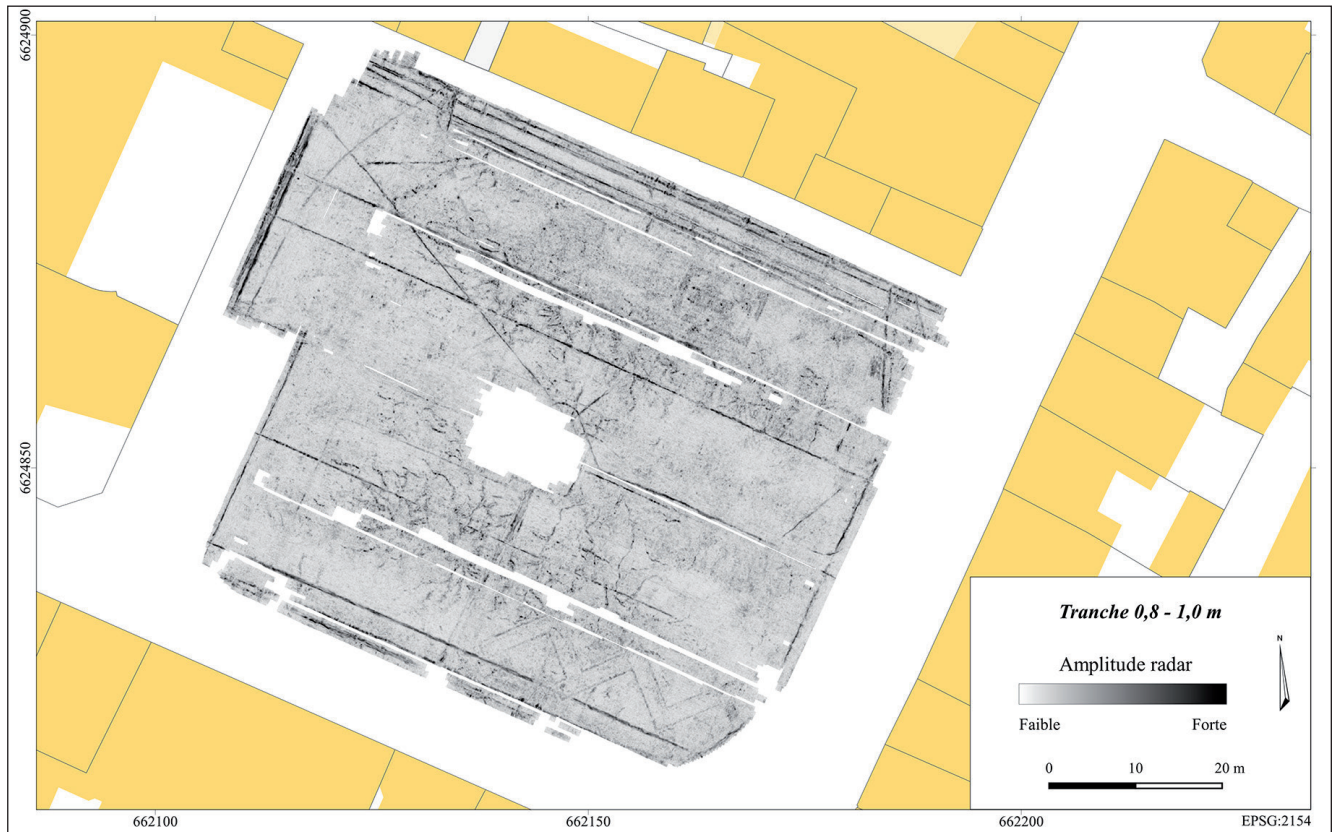 6624900
6624850
Tranche 0,8 - 1,0 m
N
Amplitude radar
Faible Forte
0 10 20 m
662100 662150 662200 EPSG:2154